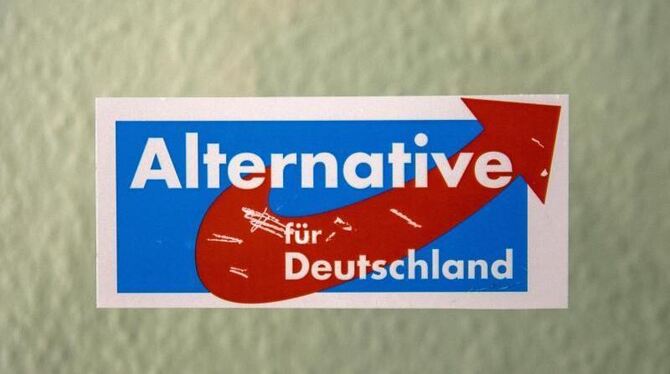 Alternative
für
Deutschland